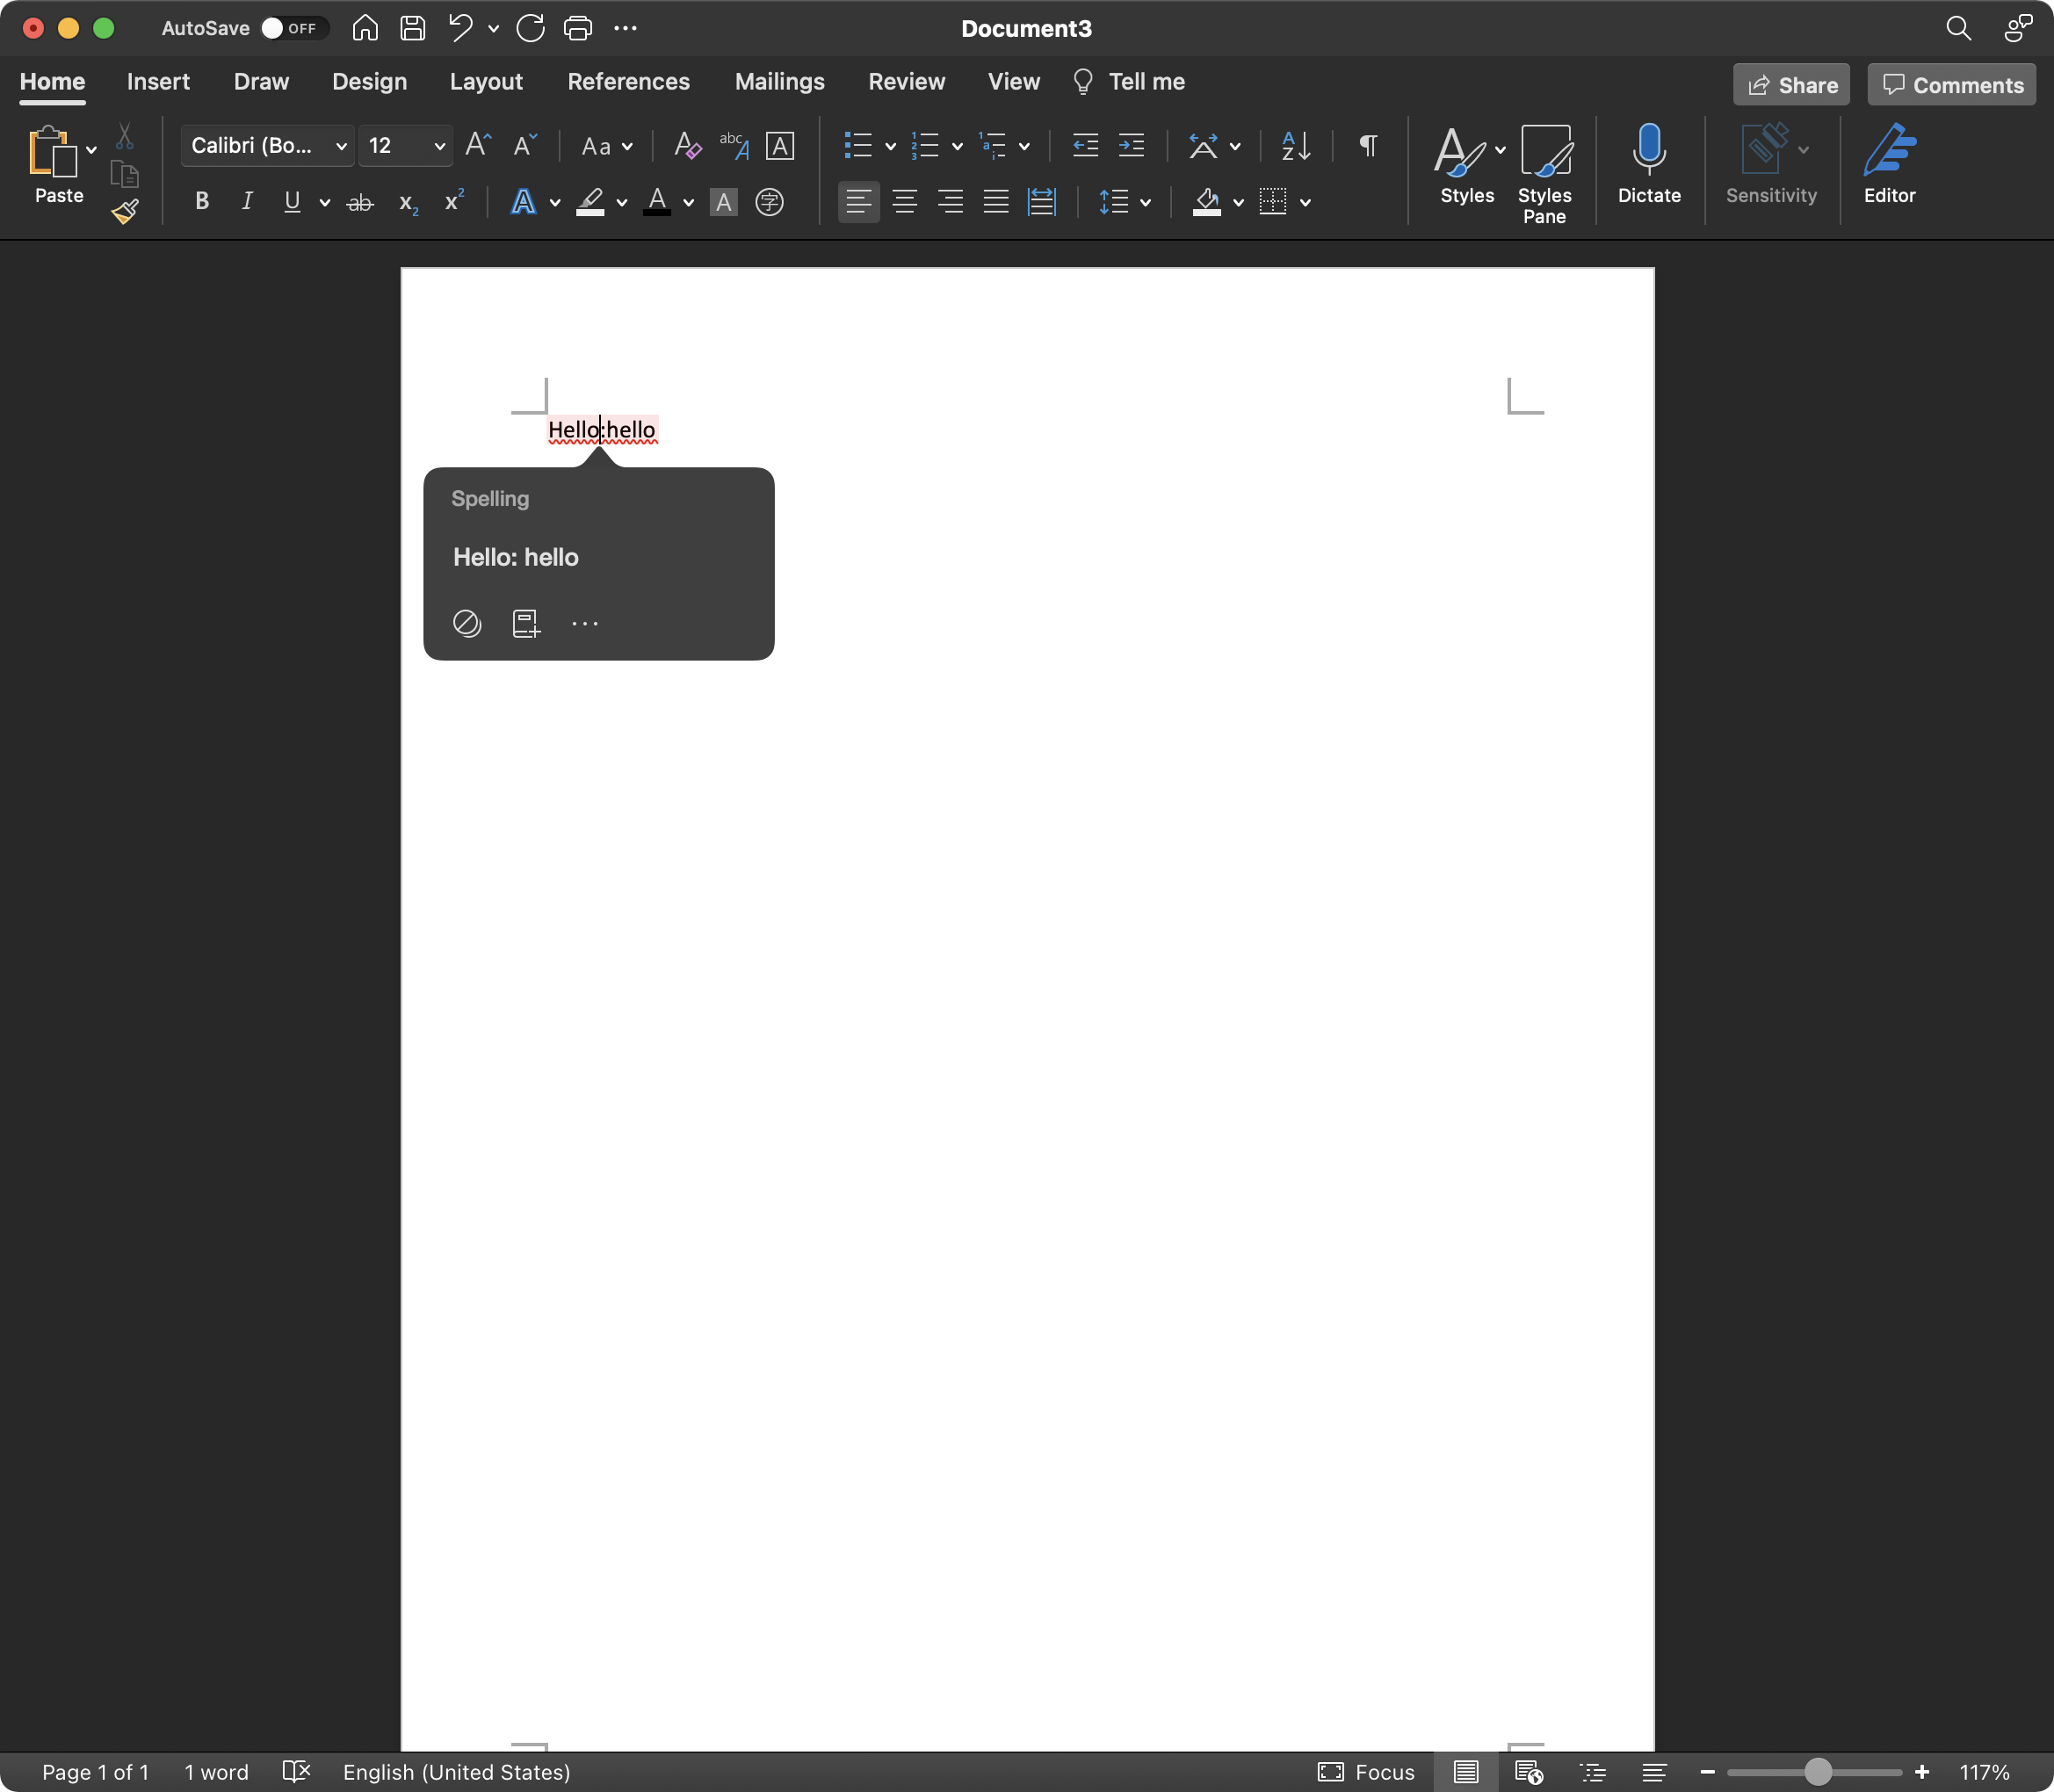 AutoSave OFF Document3
Home Insert Draw Design Layout References Mailings Review View Tell me Share Comments
Calibri (Bo... 12 Aa
Paste Styles Styles Pane Dictate Sensitivity Editor
Hello:hello
Spelling
Hello: hello
Page 1 of 1 1 word English (United States) Focus 117%